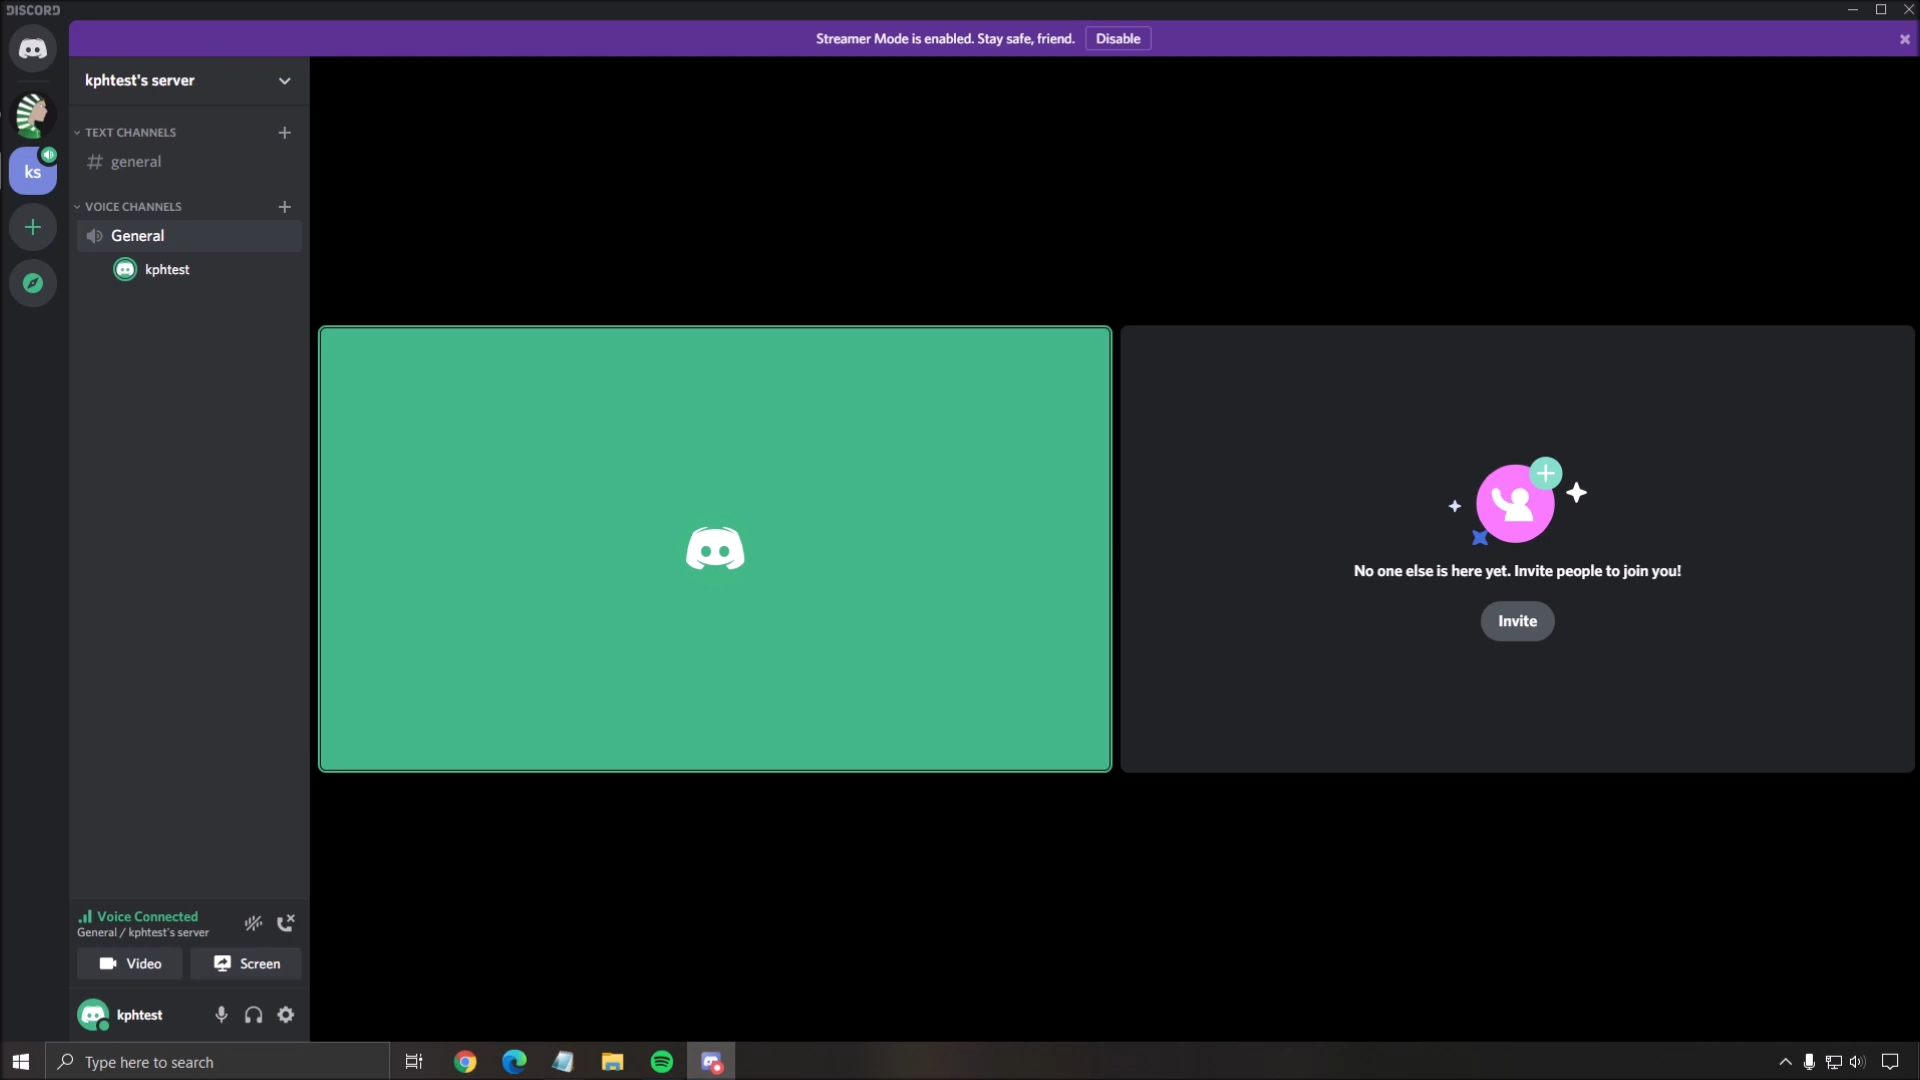 DISCORD
Streamer Mode is enabled. Stay safe, friend. Disable
kphtest's server
TEXT CHANNELS
general
ks
VOICE CHANNELS
General
kphtest
No one else is here yet. Invite people to join you!
Invite
Voice Connected
General / kphtest's server
Video Screen
kphtest
Type here to search